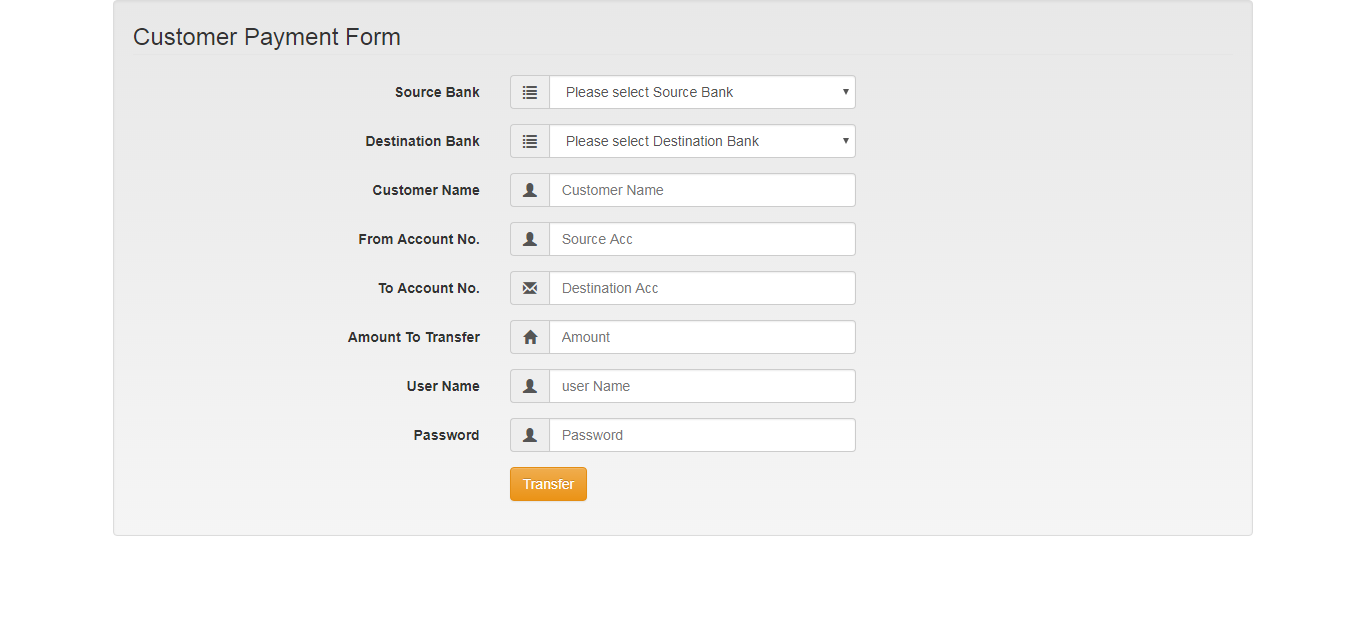 Customer Payment Form
Source Bank Please select Source Bank
Destination Bank Please select Destination Bank
Customer Name Customer Name
From Account No. Source Acc
To Account No. Destination Acc
Amount To Transfer Amount
User Name user Name
Password Password
Transfer